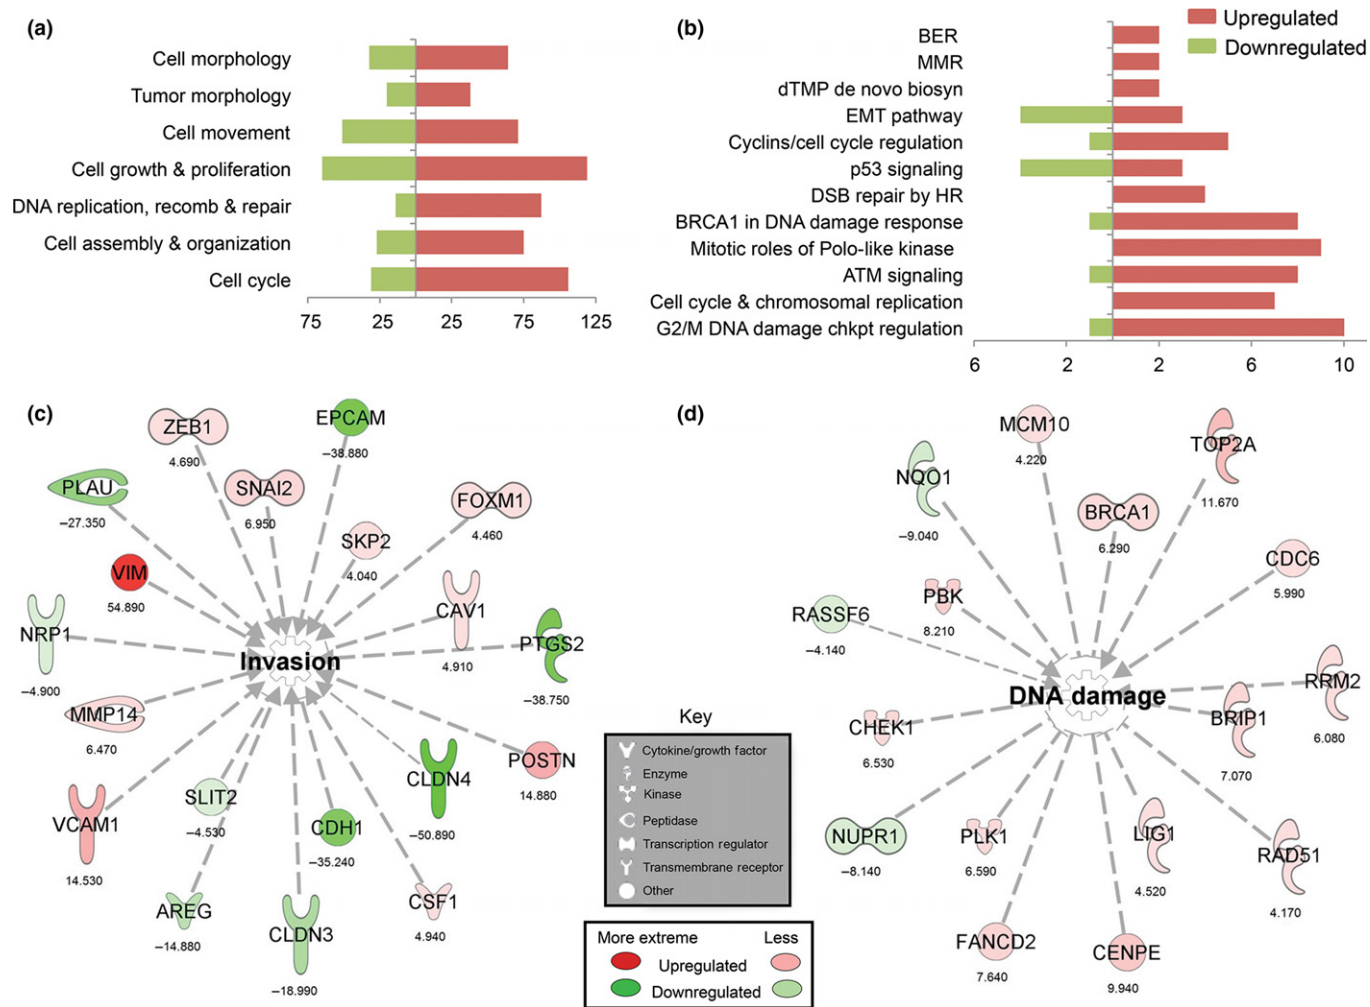 (a)
Cell morphology
Tumor morphology
Cell movement
Cell growth & proliferation
DNA replication, recomb & repair
Cell assembly & organization
Cell cycle
75 25 25 75 125
(b)
Upregulated
Downregulated
BER
MMR
dTMP de novo biosyn
EMT pathway
Cyclins/cell cycle regulation
p53 signaling
DSB repair by HR
BRCA1 in DNA damage response
Mitotic roles of Polo-like kinase
ATM signaling
Cell cycle & chromosomal replication
G2/M DNA damage chkpt regulation
6 2 2 6 10
(c)
ZEB1
4.690
EPCAM
−38.880
PLAU
−27.350
SNAI2
6.950
FOXM1
4.460
SKP2
4.040
VIM
54.890
CAV1
4.910
NRP1
−4.900
PTGS2
−38.750
Invasion
MMP14
6.470
POSTN
14.880
CLDN4
−50.890
SLIT2
−4.530
VCAM1
14.530
CDH1
−35.240
AREG
−14.880
CLDN3
−18.990
CSF1
4.940
Key
Cytokine/growth factor
Enzyme
Kinase
Peptidase
Transcription regulator
Transmembrane receptor
Other
More extreme Less
Upregulated
Downregulated
(d)
MCM10
4.220
TOP2A
11.670
NQO1
−9.040
BRCA1
6.290
CDC6
5.990
PBK
8.210
RASSF6
−4.140
DNA damage
RRM2
6.080
BRIP1
7.070
CHEK1
6.530
NUPR1
−8.140
PLK1
6.590
LIG1
4.520
RAD51
4.170
FANCD2
7.640
CENPE
9.940